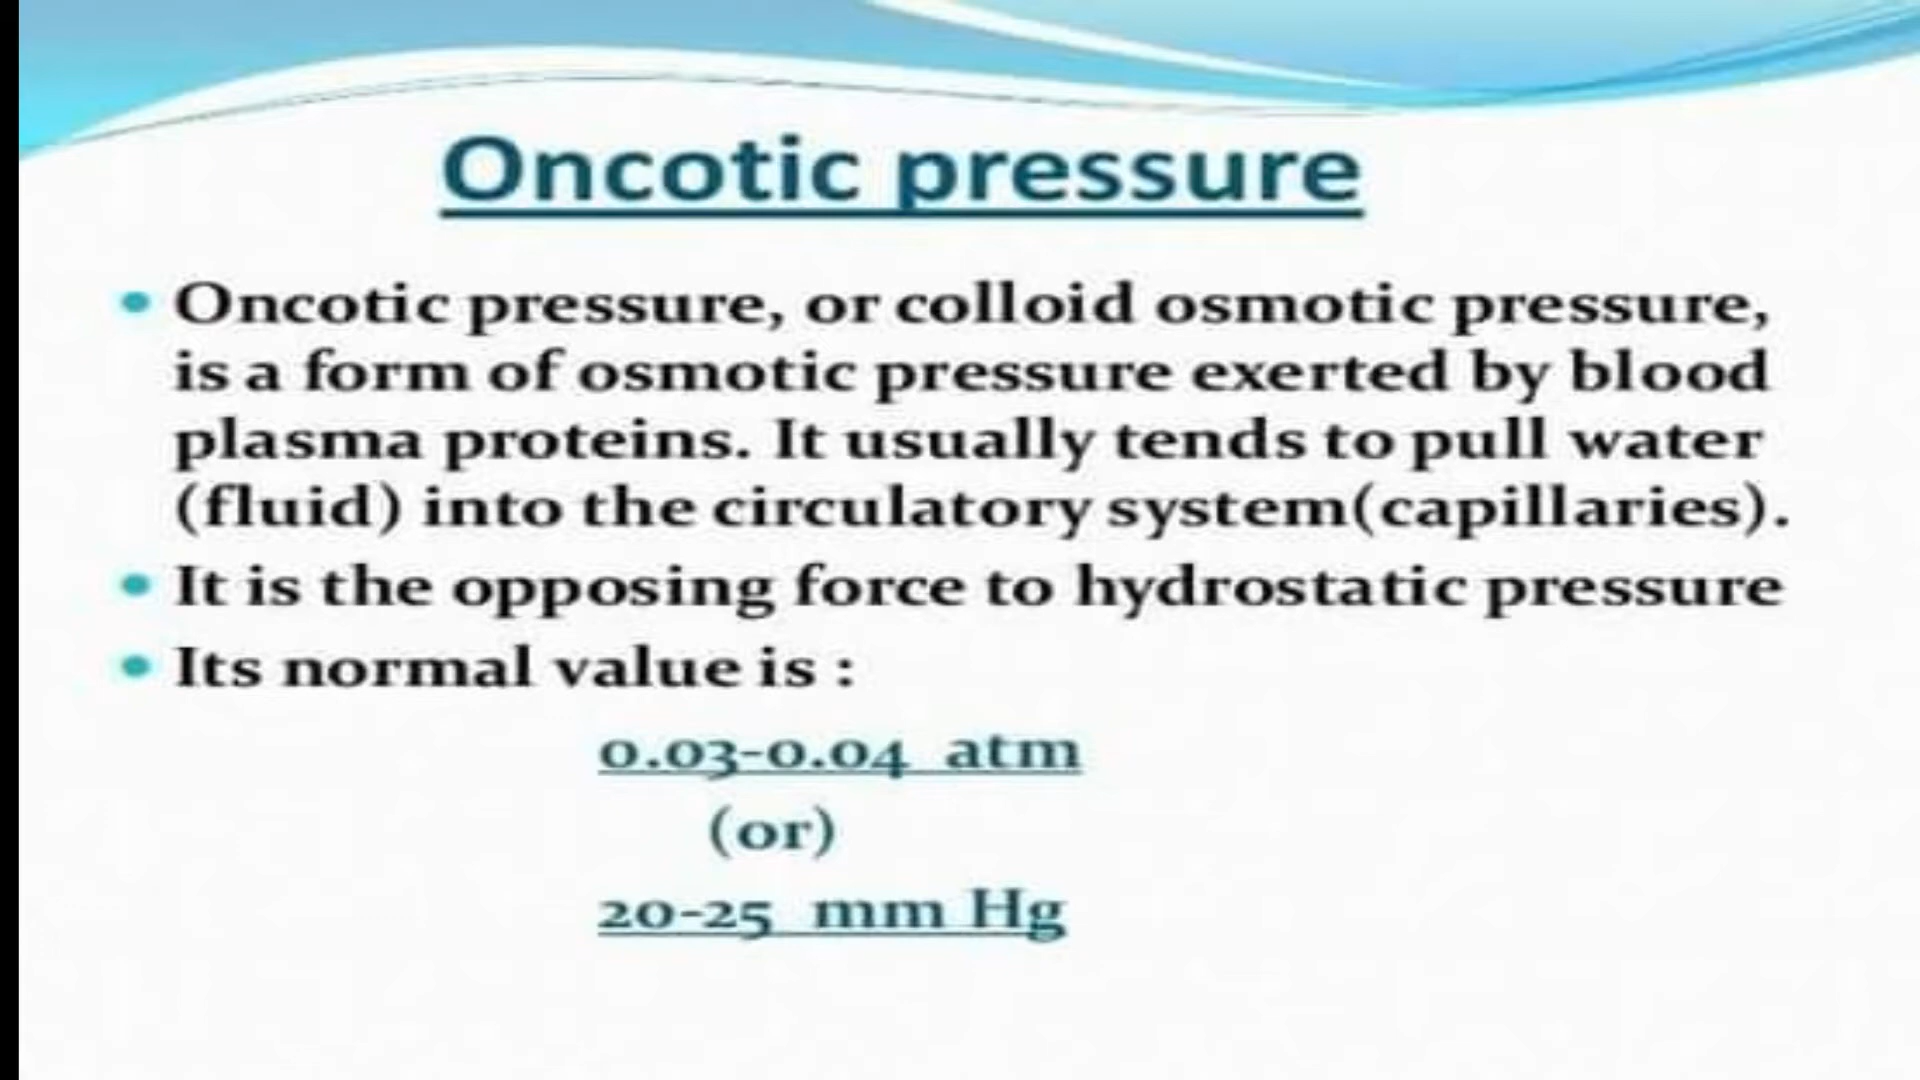 Oncotic pressure
• Oncotic pressure, or colloid osmotic pressure,
is a form of osmotic pressure exerted by blood
plasma proteins. It usually tends to pull water
(fluid) into the circulatory system(capillaries).
• It is the opposing force to hydrostatic pressure
• Its normal value is :
0.03-0.04 atm
(or)
20-25 mm Hg